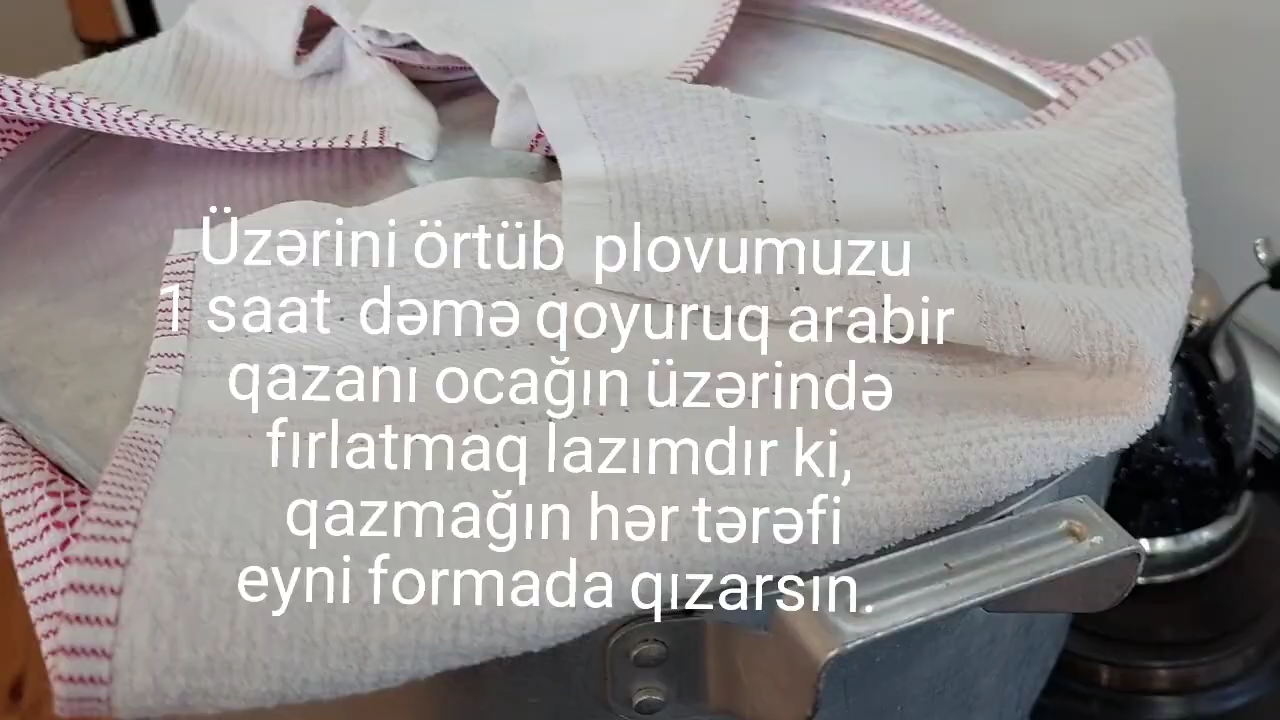 Üzərini örtüb plovumuzu
1 saat dəmə qoyuruq arabir
qazanı ocağın üzərində
fırlatmaq lazımdır ki,
qazmağın hər tərəfi
eyni formada qızarsın.